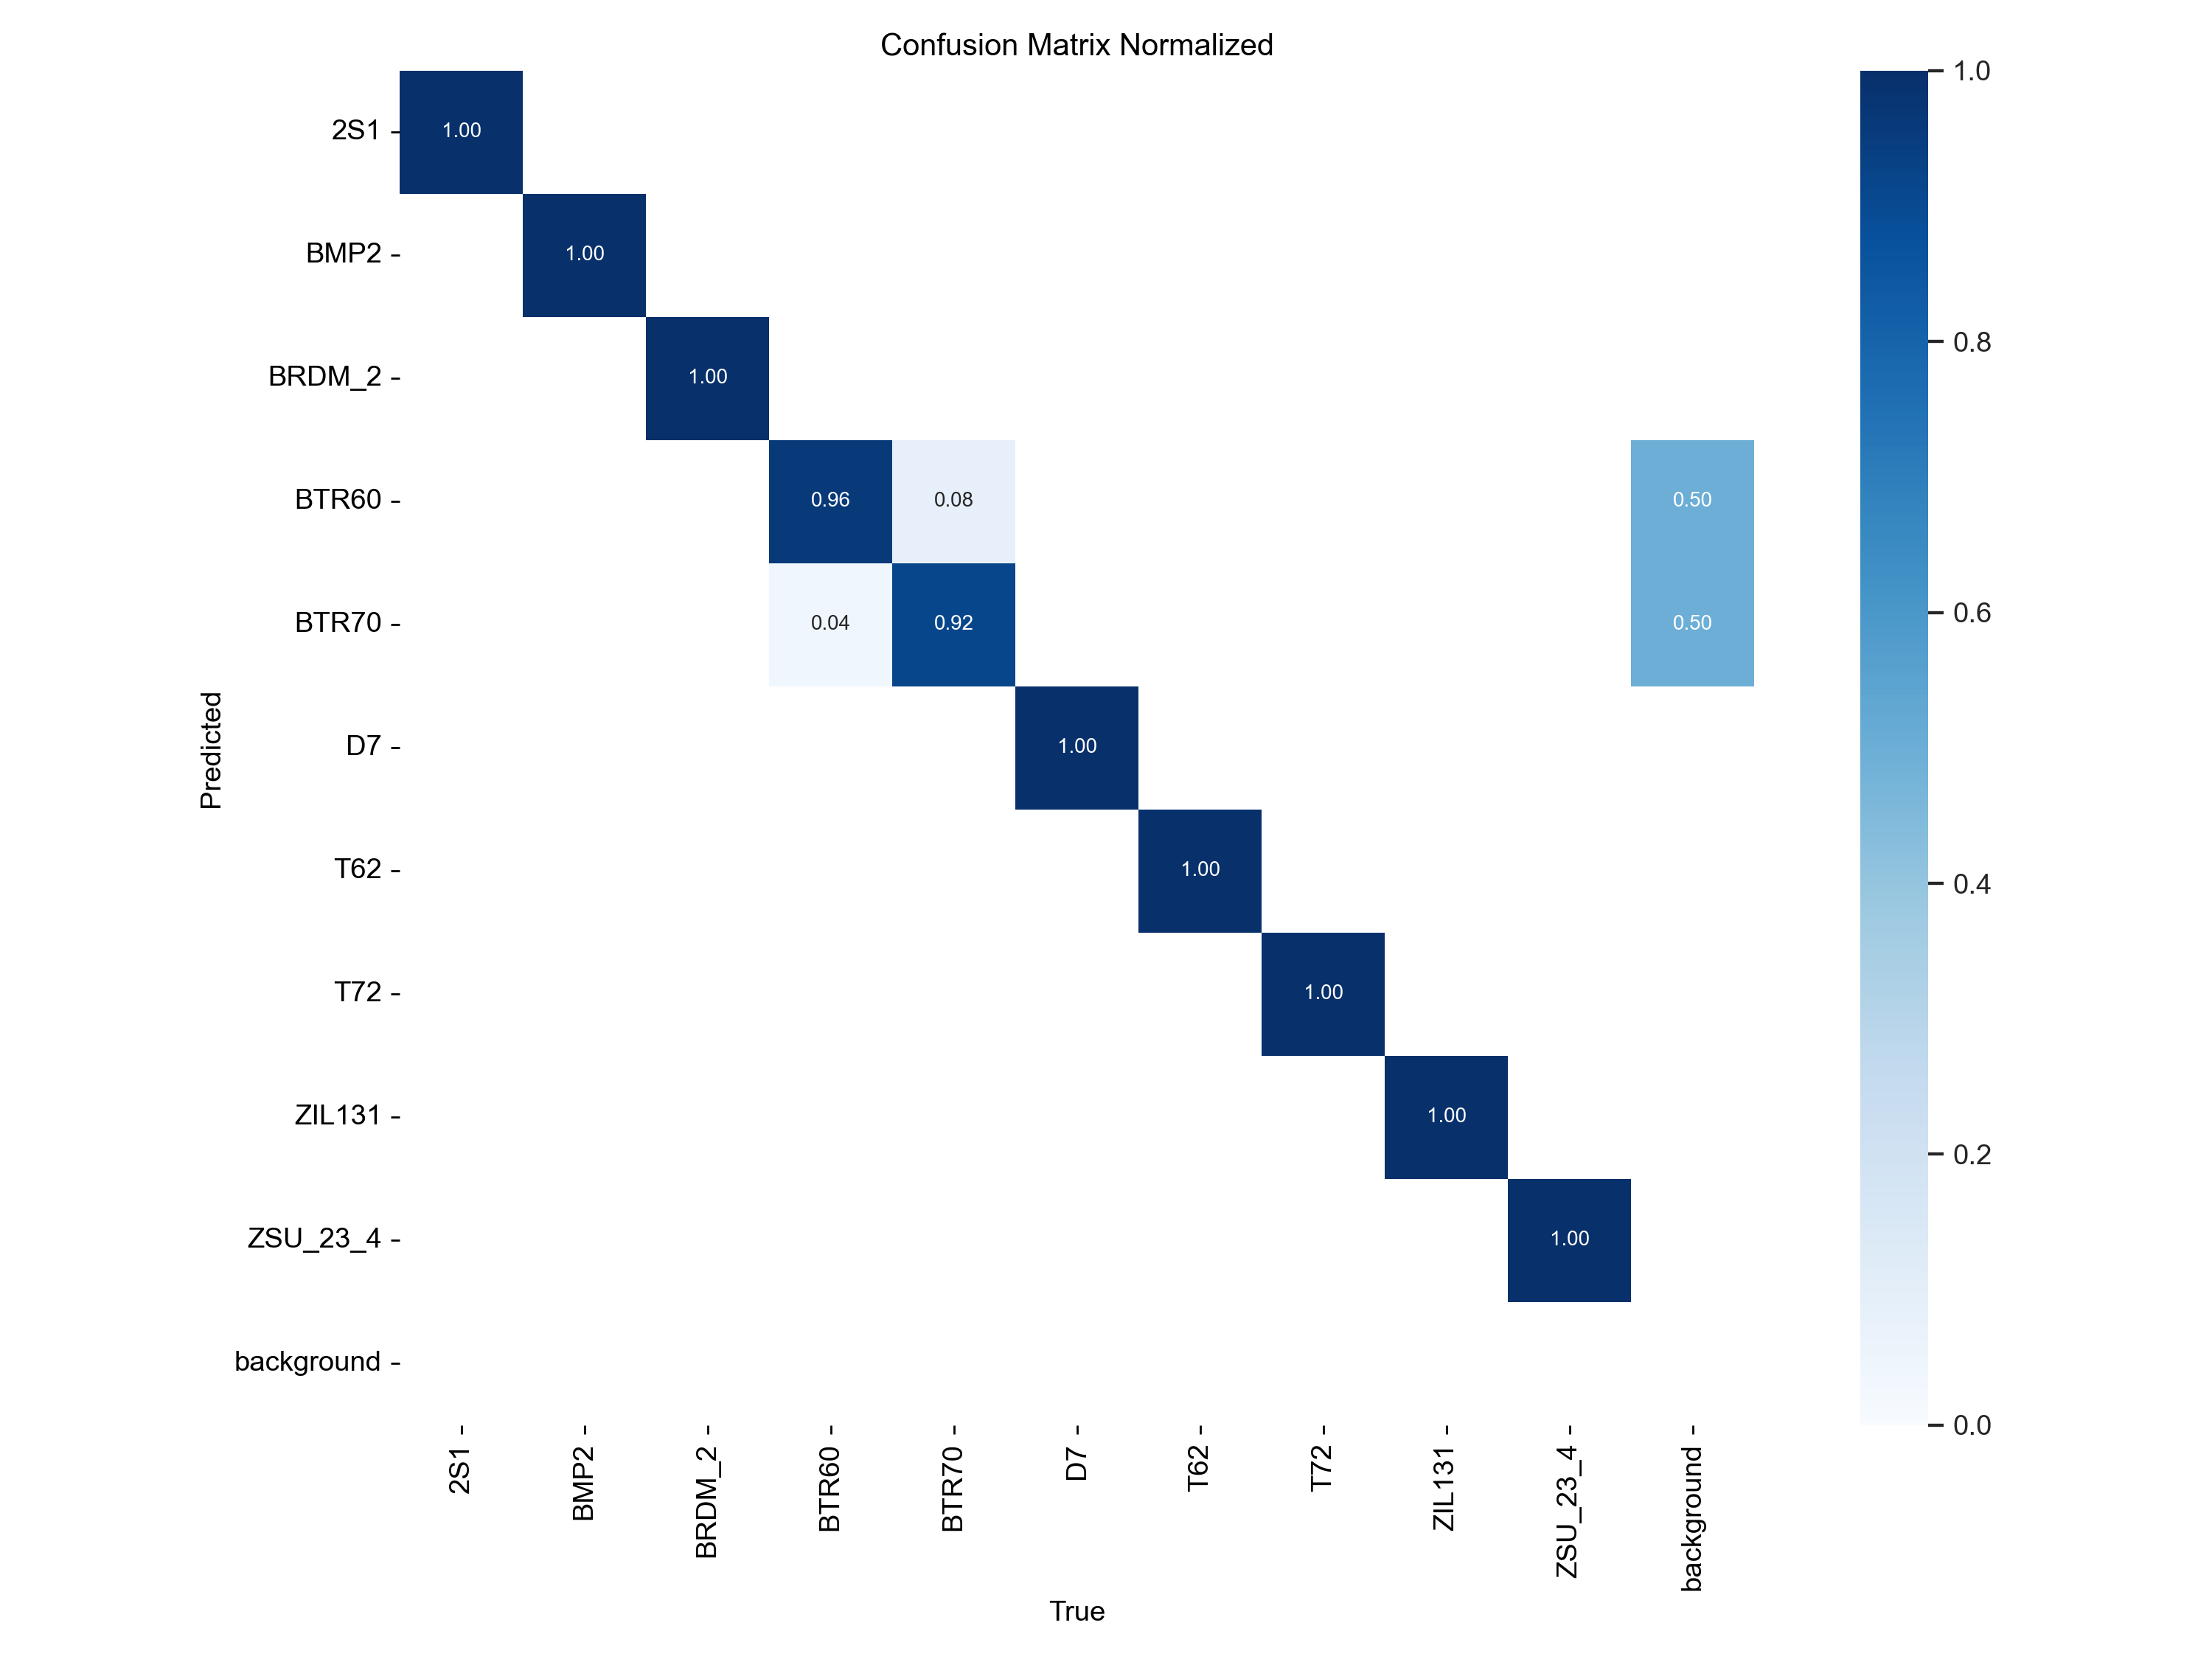 Confusion Matrix Normalized
2S1
BMP2
BRDM_2
BTR60
BTR70
D7
T62
T72
ZIL131
ZSU_23_4
background
Predicted
1.00
1.00
1.00
0.96 0.08 0.50
0.04 0.92 0.50
1.00
1.00
1.00
1.00
1.00
2S1
BMP2
BRDM_2
BTR60
BTR70
D7
T62
T72
ZIL131
ZSU_23_4
background
True
1.0
0.8
0.6
0.4
0.2
0.0